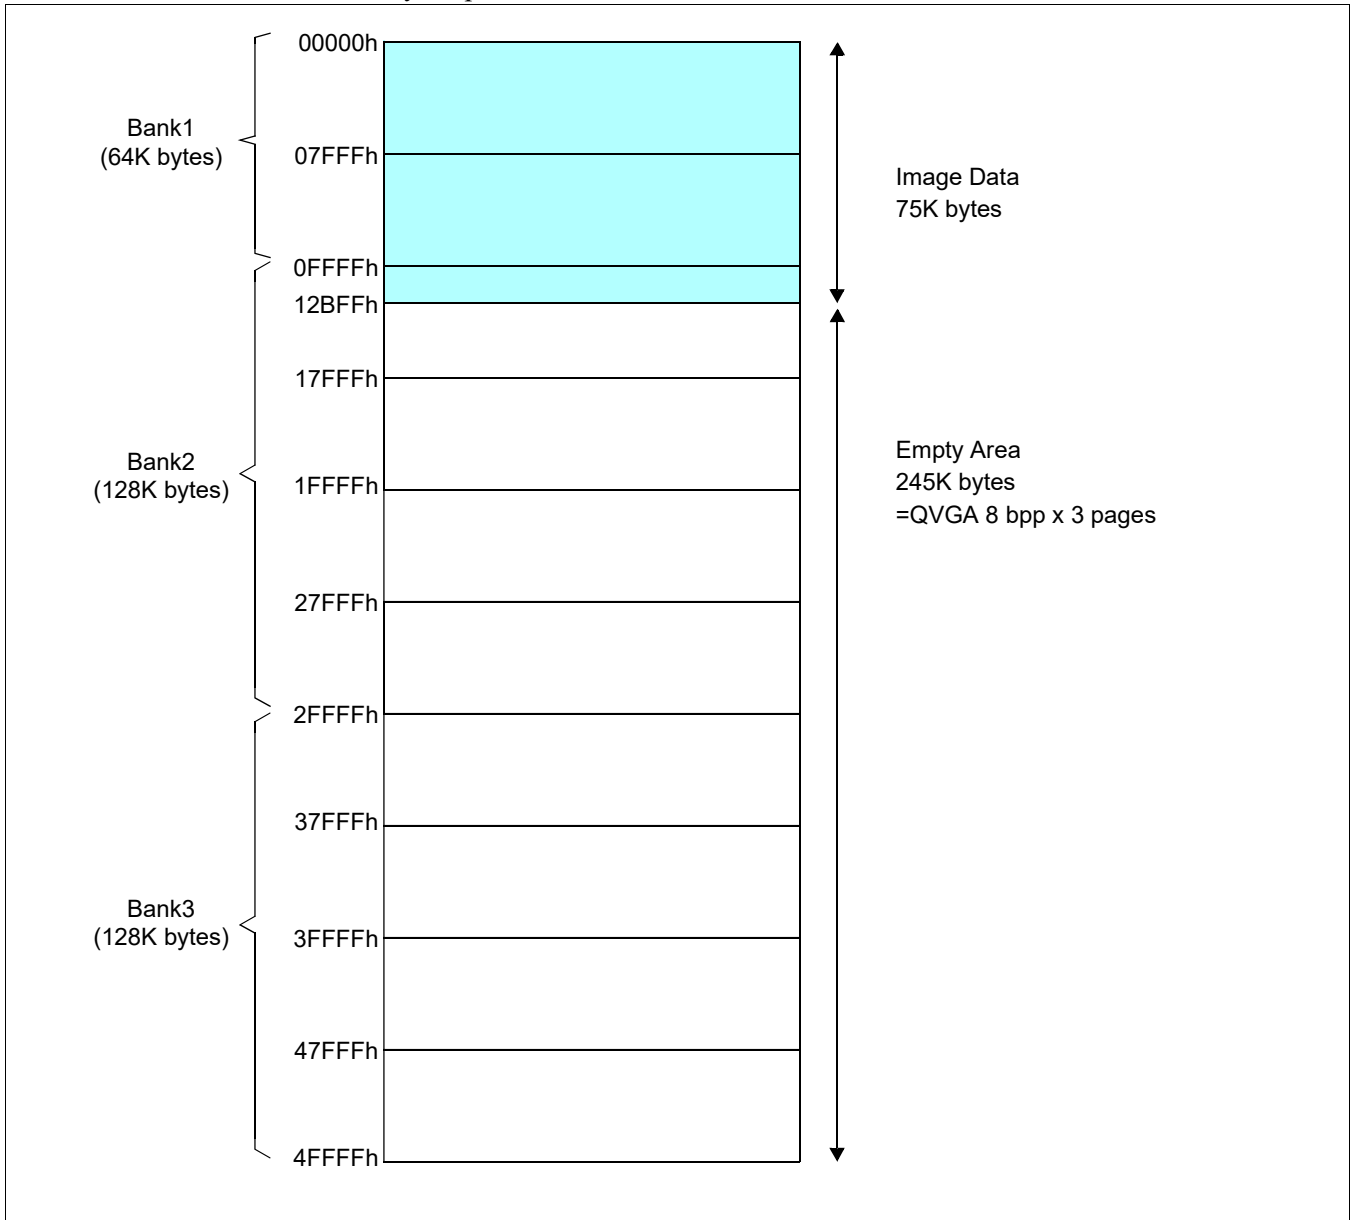 00000h
Bank1
(64K bytes)
07FFFh
Image Data
75K bytes
0FFFFh
12BFFh
17FFFh
Empty Area
245K bytes
=QVGA 8 bpp x 3 pages
Bank2
(128K bytes)
1FFFFh
27FFFh
2FFFFh
37FFFh
Bank3
(128K bytes)
3FFFFh
47FFFh
4FFFFh